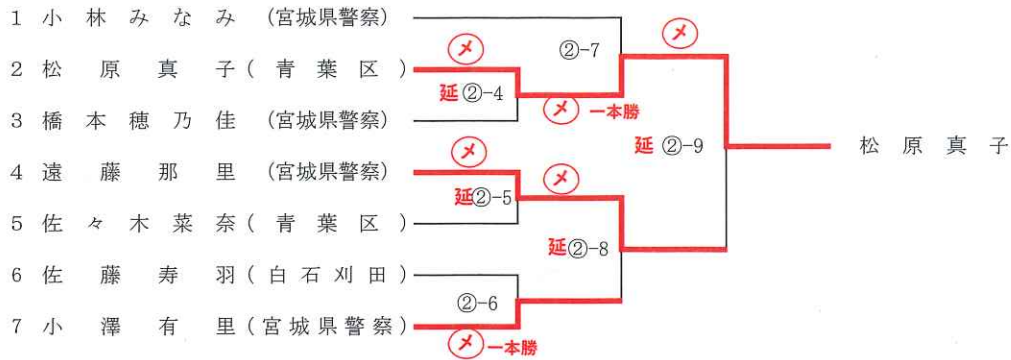 1 小林みなみ (宮城県警察)
メ
②-7
メ
2 松原真子(青葉区)
延②-4
メ 一本勝
3 橋本穂乃佳 (宮城県警察)
延 ②-9
松原真子
メ
4 遠藤那里 (宮城県警察)
メ
延②-5
5 佐々木菜奈(青葉区)
延②-8
6 佐藤寿羽(白石刈田)
②-6
7 小澤有里(宮城県警察)
メ 一本勝